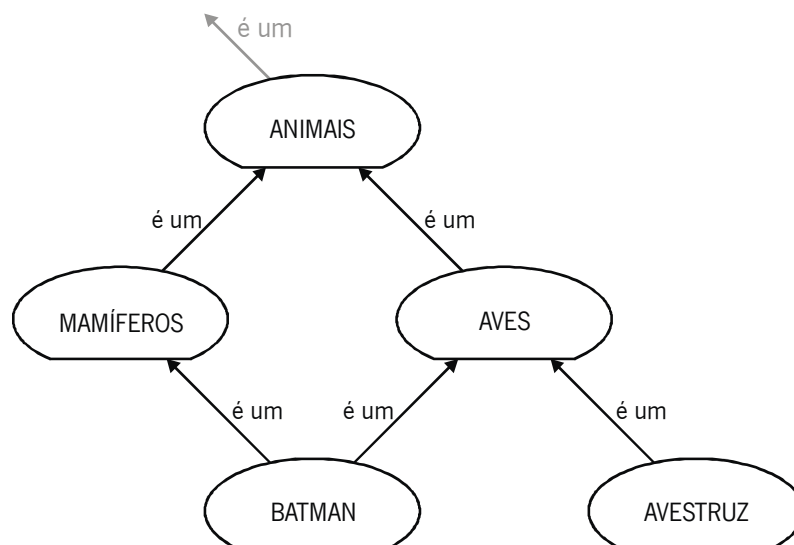 é um
ANIMAIS
é um
é um
MAMÍFEROS
AVES
é um
é um
é um
BATMAN
AVESTRUZ